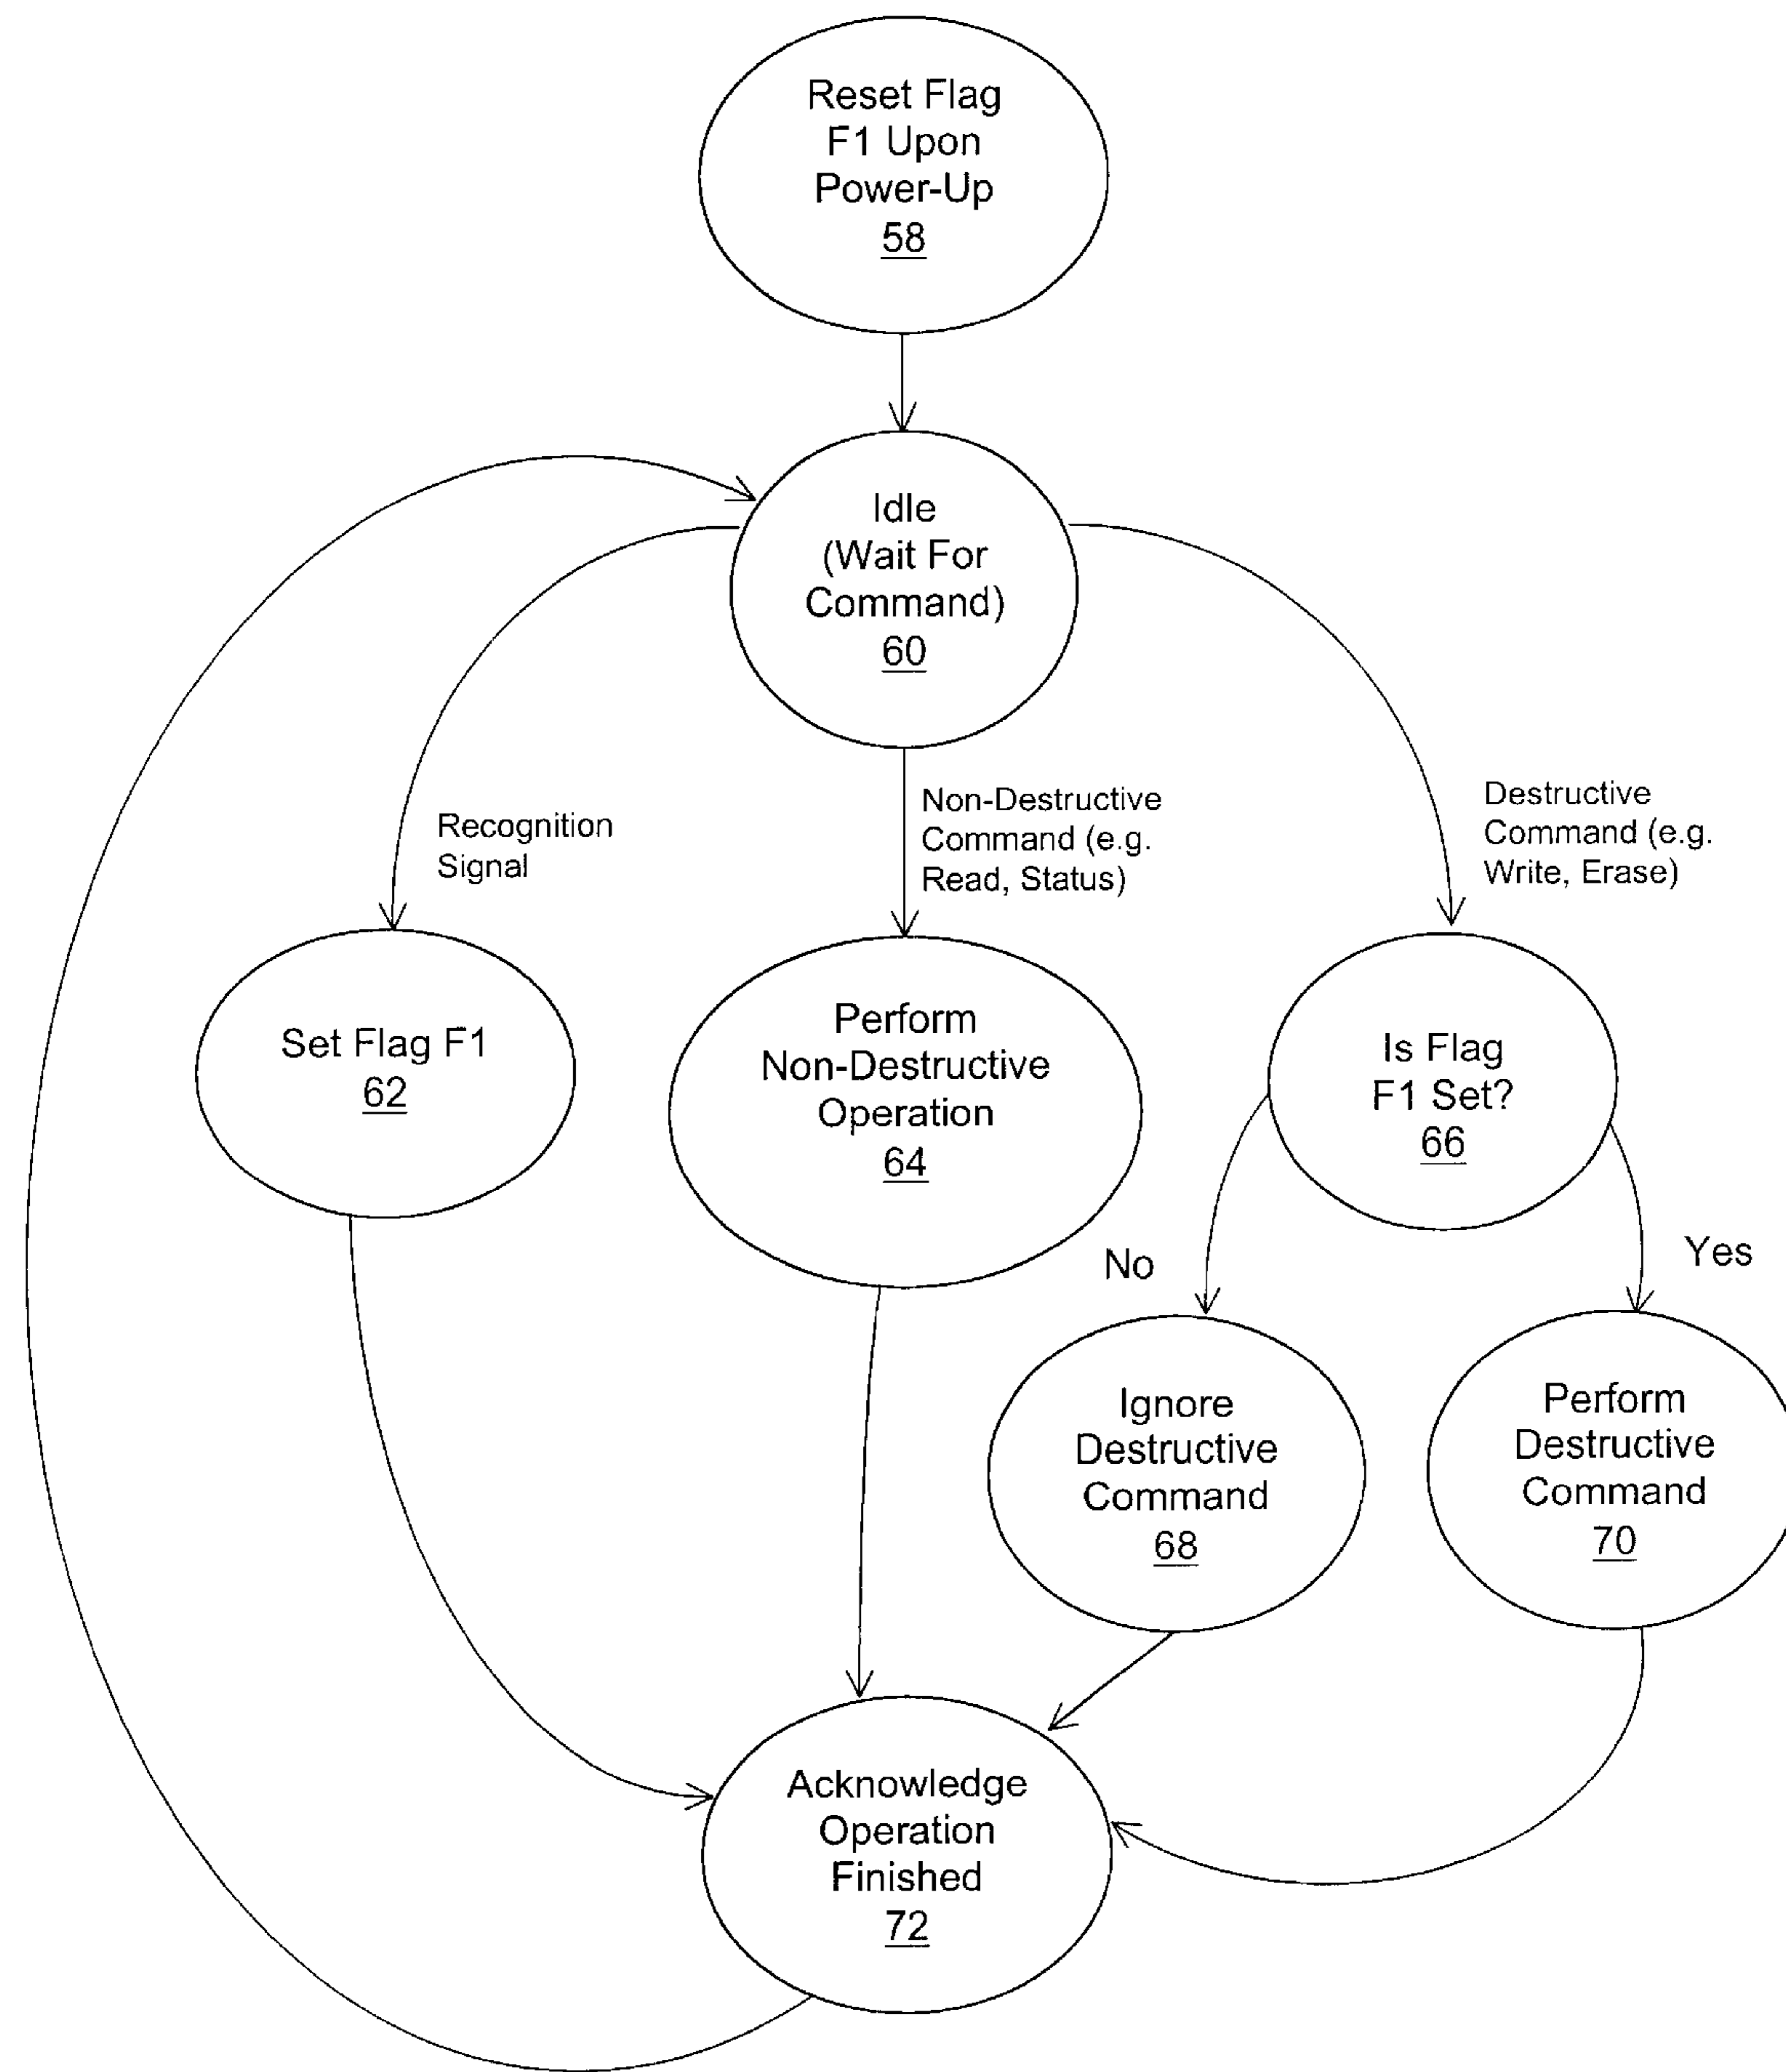 Reset Flag
F1 Upon
Power-Up
58
Idle
(Wait For
Command)
60
Recognition
Signal
Non-Destructive
Command (e.g.
Read, Status)
Destructive
Command (e.g.
Write, Erase)
Set Flag F1
62
Perform
Non-Destructive
Operation
64
Is Flag
F1 Set?
66
No
Yes
Ignore
Destructive
Command
68
Perform
Destructive
Command
70
Acknowledge
Operation
Finished
72